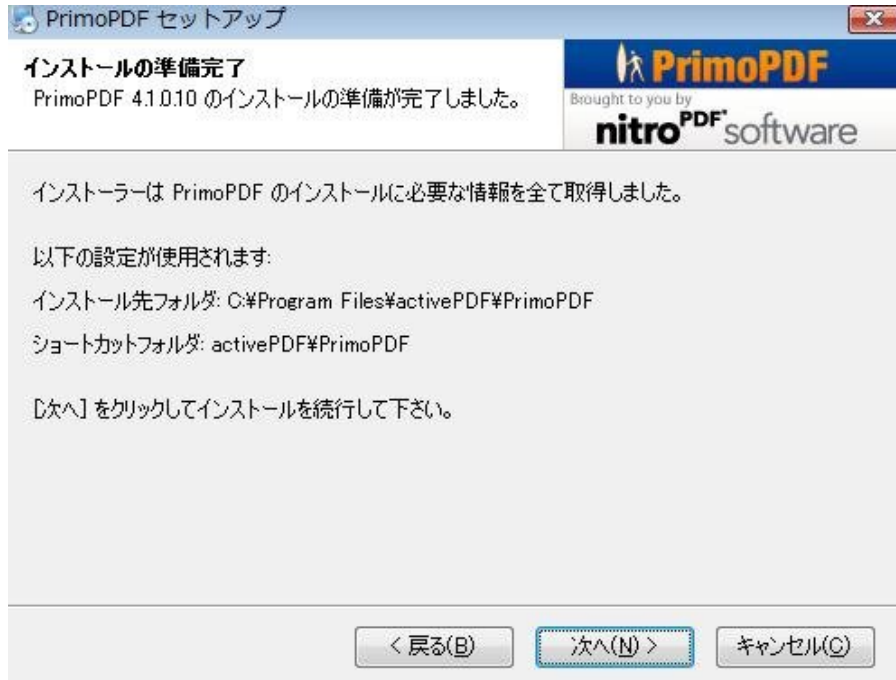 PrimoPDF セットアップ
インストールの準備完了
PrimoPDF 4.1.0.10 のインストールの準備が完了しました。
PrimoPDF
Brought to you by
nitroPDF software
インストーラーは PrimoPDF のインストールに必要な情報を全て取得しました。
以下の設定が使用されます:
インストール先フォルダ: C:¥Program Files¥activePDF¥PrimoPDF
ショートカットフォルダ: activePDF¥PrimoPDF
[次へ] をクリックしてインストールを続行して下さい。
< 戻る(B)
次へ(N) >
キャンセル(C)